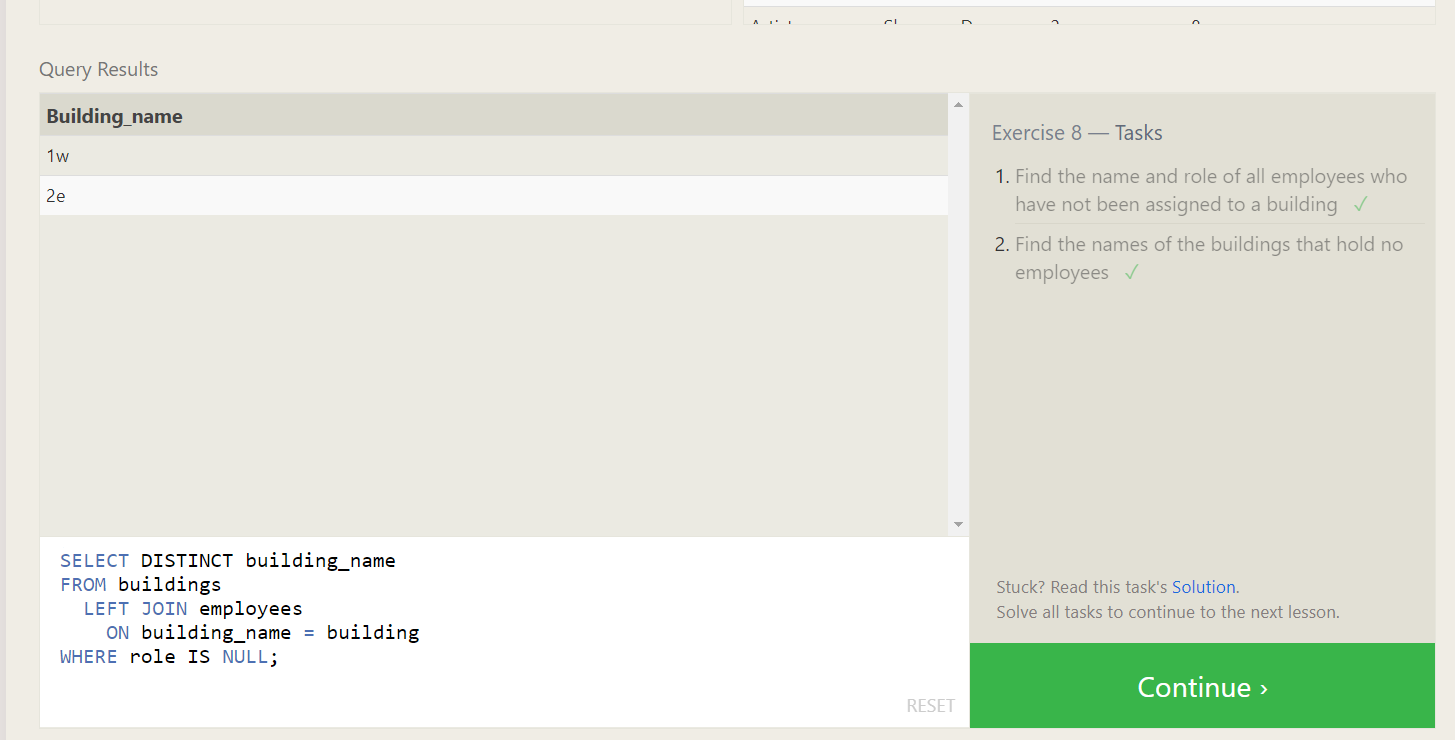 Query Results
Building_name
1w
2e
Exercise 8 — Tasks
1. Find the name and role of all employees who
have not been assigned to a building ✓
2. Find the names of the buildings that hold no
employees ✓
SELECT DISTINCT building_name
FROM buildings
LEFT JOIN employees
ON building_name = building
WHERE role IS NULL;
RESET
Stuck? Read this task's Solution.
Solve all tasks to continue to the next lesson.
Continue ›